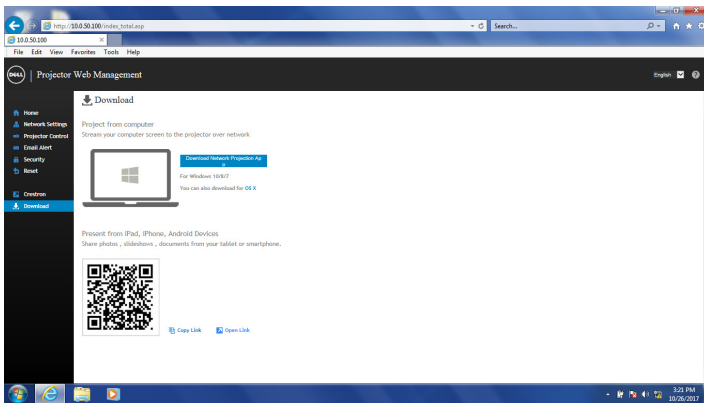 http://10.0.50.100/index_total.asp
Search...
10.0.50.100
File Edit View Favorites Tools Help
DELL Projector Web Management
English
Download
Home
Network Settings
Projector Control
Email Alert
Security
Reset
Crestron
Download
Project from computer
Stream your computer screen to the projector over network
Download Network Projection Ap
p
For Windows 10/8/7
You can also download for OS X
Present from iPad, iPhone, Android Devices
Share photos , slideshows , documents from your tablet or smartphone.
Copy Link Open Link
3:21 PM
10/26/2017